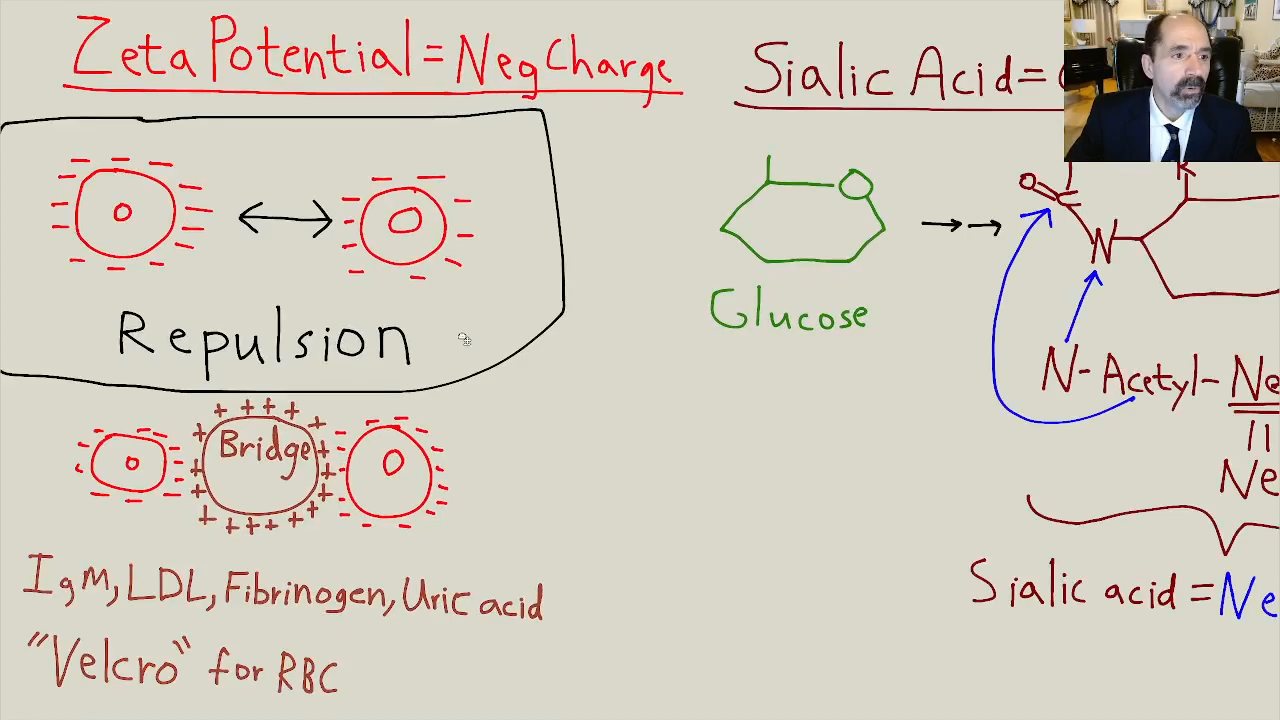 Zeta Potential = Neg Charge
Sialic Acid =
Repulsion
Glucose
O
C
N
N-Acetyl-Ne
Ne
Bridge
Sialic acid = Ne
IgM, LDL, Fibrinogen, Uric acid
"Velcro" for RBC